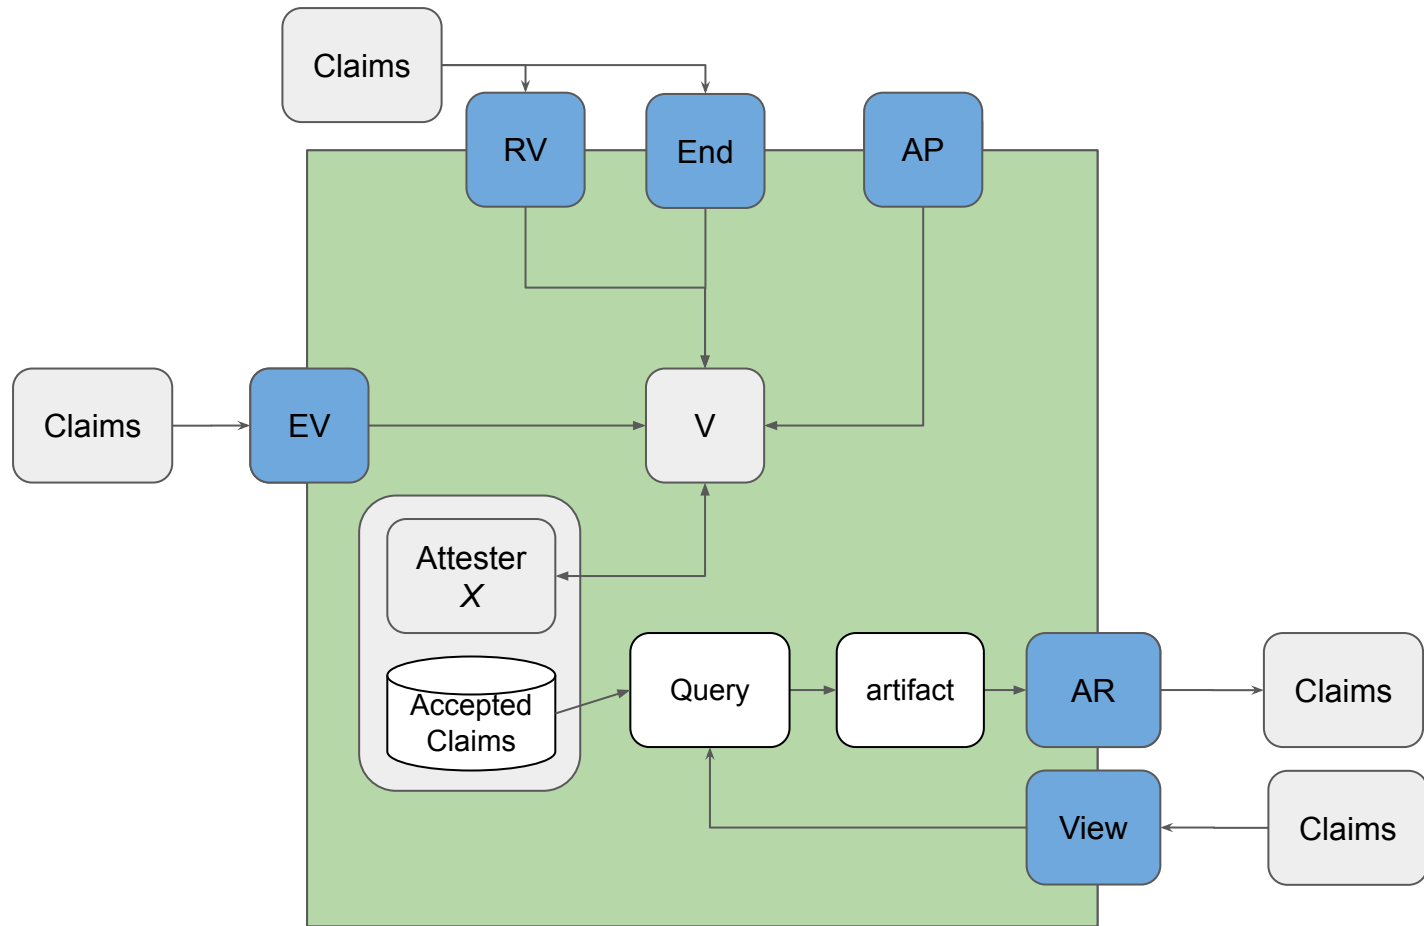 Claims
RV
End
AP
Claims
EV
V
Attester
X
Accepted
Claims
Query
artifact
AR
Claims
View
Claims